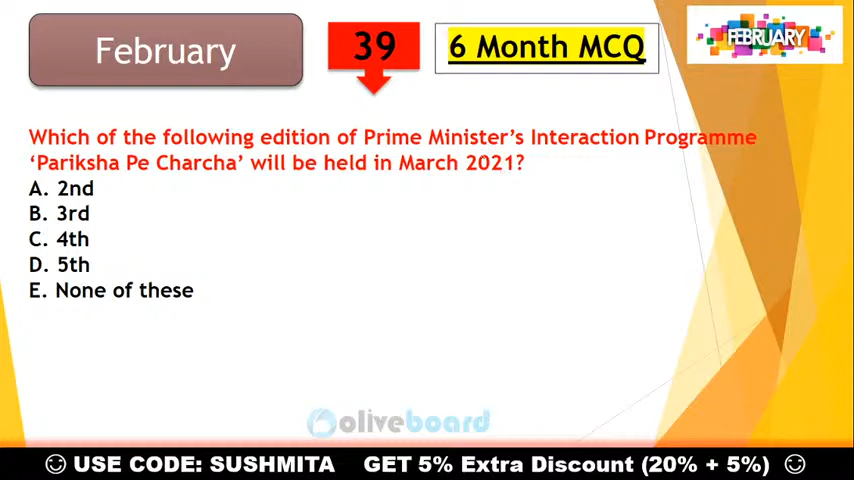 February
39
6 Month MCQ
FEBRUARY
Which of the following edition of Prime Minister’s Interaction Programme
‘Pariksha Pe Charcha’ will be held in March 2021?
A. 2nd
B. 3rd
C. 4th
D. 5th
E. None of these
oliveboard
USE CODE: SUSHMITA GET 5% Extra Discount (20% + 5%)